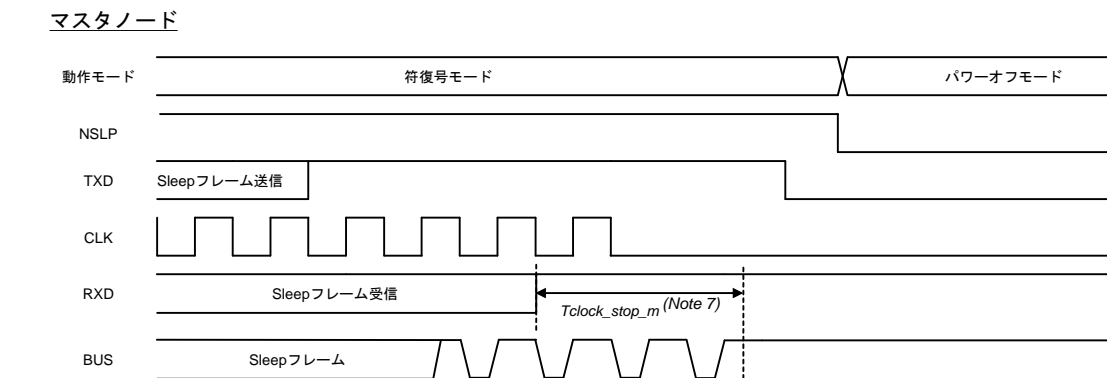 マスタノード
動作モード 符復号モード パワーオフモード
NSLP
TXD Sleepフレーム送信
CLK
RXD Sleepフレーム受信 Tclock_stop_m (Note 7)
BUS Sleepフレーム